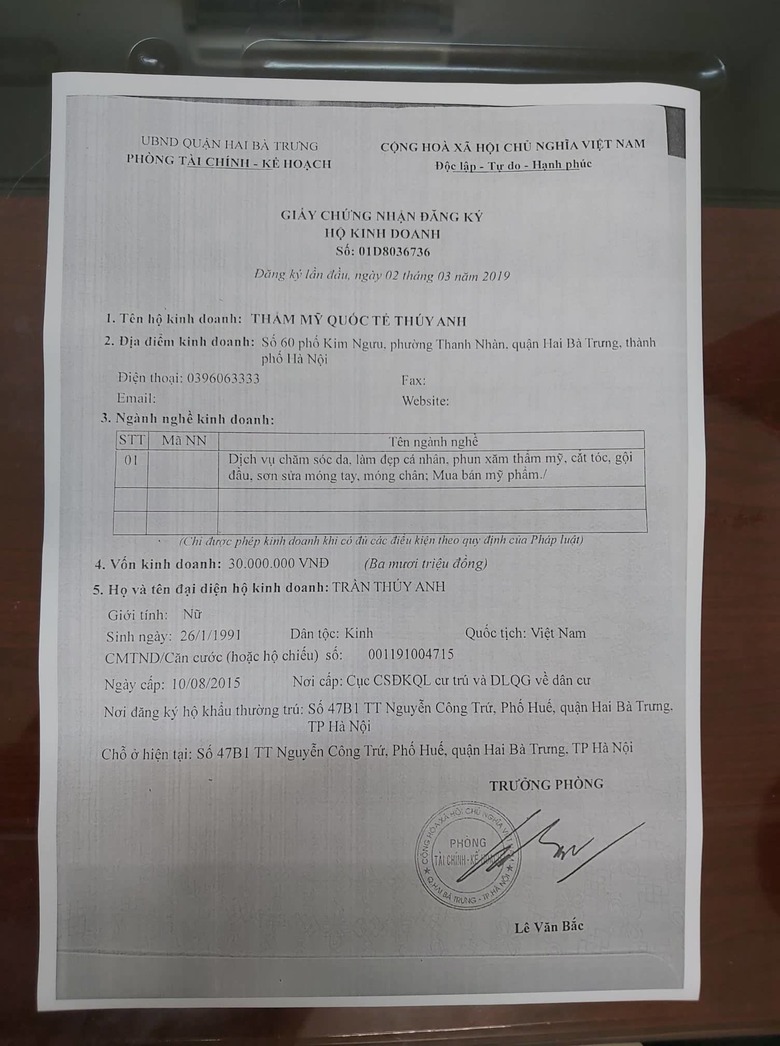 UBND QUẬN HAI BÀ TRƯNG
PHÒNG TÀI CHÍNH - KẾ HOẠCH
CỘNG HOÀ XÃ HỘI CHỦ NGHĨA VIỆT NAM
Độc lập - Tự do - Hạnh phúc
GIẤY CHỨNG NHẬN ĐĂNG KÝ
HỘ KINH DOANH
Số: 01D8036736
Đăng ký lần đầu, ngày 02 tháng 03 năm 2019
1. Tên hộ kinh doanh: THẨM MỸ QUỐC TẾ THÚY ANH
2. Địa điểm kinh doanh: Số 60 phố Kim Ngưu, phường Thanh Nhàn, quận Hai Bà Trưng, thành
phố Hà Nội
Điện thoại: 0396063333 Fax:
Email: Website:
3. Ngành nghề kinh doanh:
STT Mã NN Tên ngành nghề
01 Dịch vụ chăm sóc da, làm đẹp cá nhân, phun xăm thẩm mỹ, cắt tóc, gội
đầu, sơn sửa móng tay, móng chân; Mua bán mỹ phẩm./
(Chỉ được phép kinh doanh khi có đủ các điều kiện theo quy định của Pháp luật)
4. Vốn kinh doanh: 30.000.000 VNĐ (Ba mươi triệu đồng)
5. Họ và tên đại diện hộ kinh doanh: TRẦN THÚY ANH
Giới tính: Nữ
Sinh ngày: 26/1/1991 Dân tộc: Kinh Quốc tịch: Việt Nam
CMTND/Căn cước (hoặc hộ chiếu) số: 001191004715
Ngày cấp: 10/08/2015 Nơi cấp: Cục CSĐKQL cư trú và DLQG về dân cư
Nơi đăng ký hộ khẩu thường trú: Số 47B1 TT Nguyễn Công Trứ, Phố Huế, quận Hai Bà Trưng,
TP Hà Nội
Chỗ ở hiện tại: Số 47B1 TT Nguyễn Công Trứ, Phố Huế, quận Hai Bà Trưng, TP Hà Nội
TRƯỞNG PHÒNG
CỘNG HÒA XÃ HỘI CHỦ NGHĨA VIỆT
PHÒNG
TÀI CHÍNH - KẾ
Q.HAI BÀ TRƯNG - TP.HÀ NỘI
Lê Văn Bắc